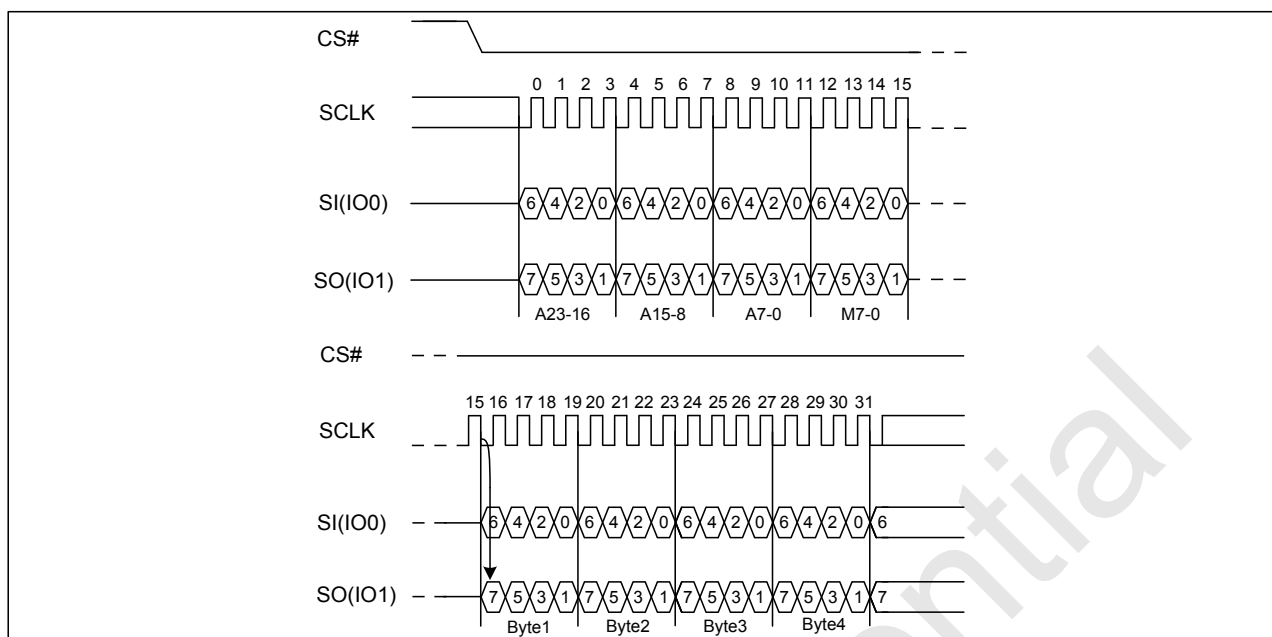 CS#
0 1 2 3 4 5 6 7 8 9 10 11 12 13 14 15
SCLK
SI(IO0) 6 4 2 0 6 4 2 0 6 4 2 0 6 4 2 0
SO(IO1) 7 5 3 1 7 5 3 1 7 5 3 1 7 5 3 1
A23-16 A15-8 A7-0 M7-0
CS#
15 16 17 18 19 20 21 22 23 24 25 26 27 28 29 30 31
SCLK
SI(IO0) 6 4 2 0 6 4 2 0 6 4 2 0 6 4 2 0 6
SO(IO1) 7 5 3 1 7 5 3 1 7 5 3 1 7 5 3 1 7
Byte1 Byte2 Byte3 Byte4
ential